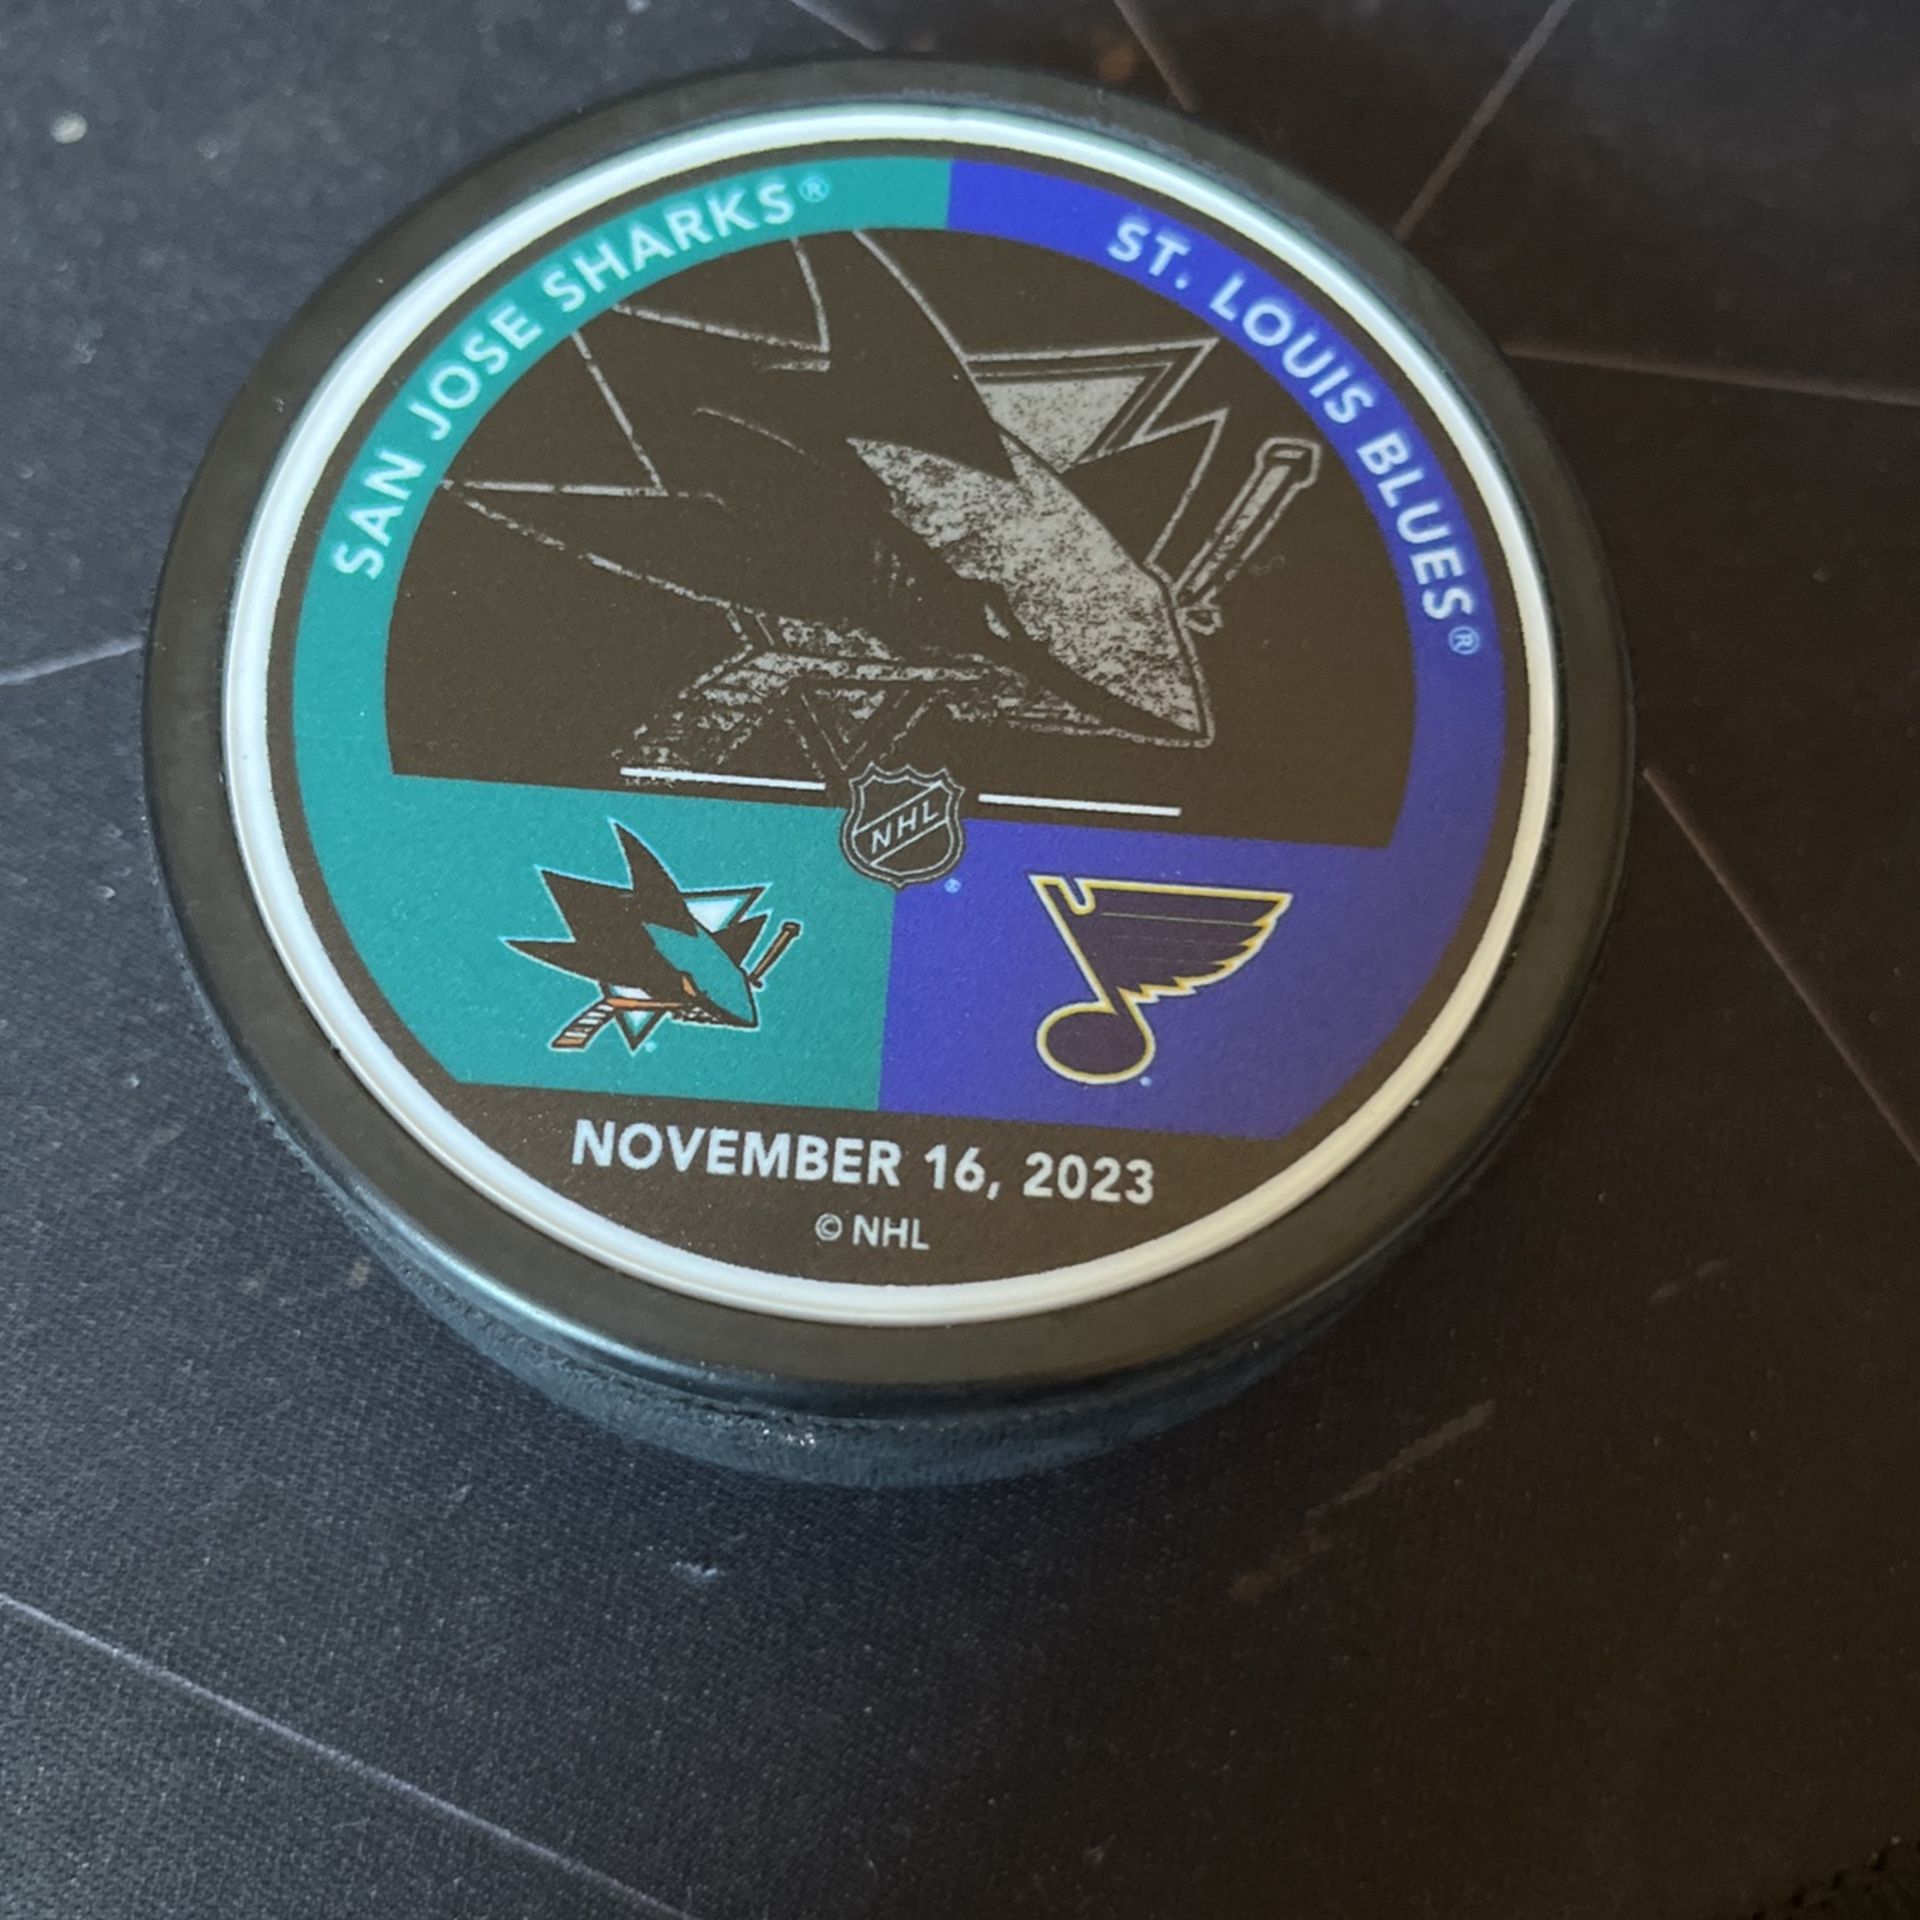 SAN JOSE SHARKS®
ST. LOUIS BLUES®
NHL
®
NOVEMBER 16, 2023
© NHL